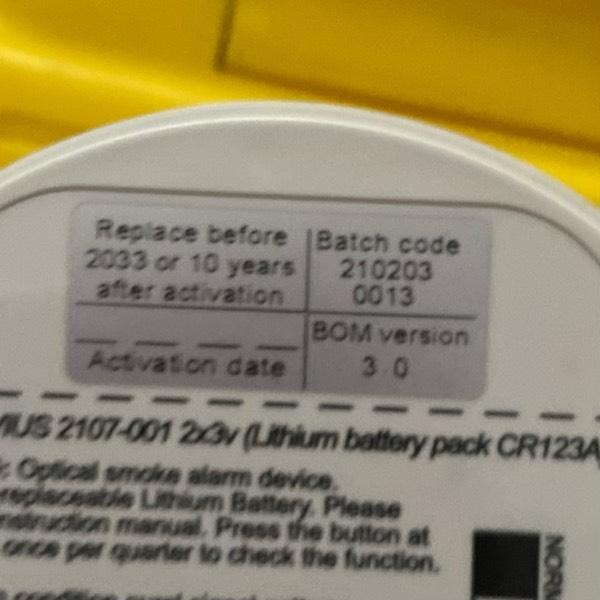 Replace before
2033 or 10 years
after activation
Activation date
Batch code
210203
0013
BOM version
3.0
2107-001 2x3v (Lithium battery pack CR123A
Optical smoke alarm device.
replaceable Lithium Battery. Please
instruction manual. Press the button at
once per quarter to check the function.